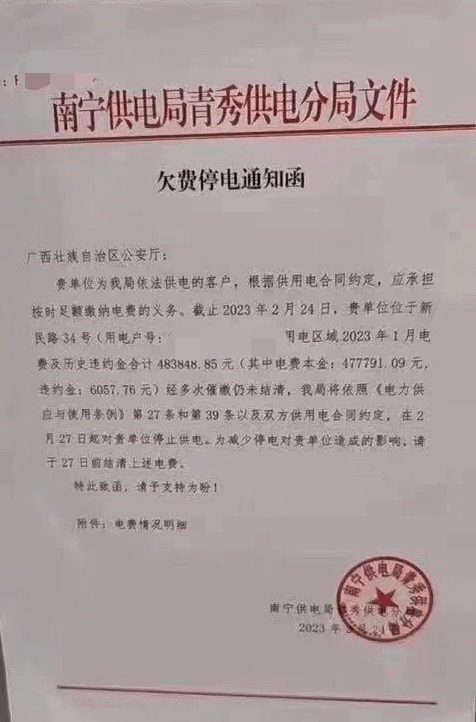 南宁供电局青秀供电分局文件
欠费停电通知函
广西壮族自治区公安厅：
贵单位为我局依法供电的客户，根据供用电合同约定，应承担
按时足额缴纳电费的义务。截止 2023 年 2 月 24 日，贵单位位于新
民路 34 号（用电户号： 用电区域 2023 年 1 月电
费及历史违约金合计 483848.85 元（其中电费本金：477791.09 元，
违约金：6057.76）经多次催缴仍未结清，我局将依照《电力供
应与使用条例》第 27 条和第 39 条以及双方供用电合同约定，在 2
月 27 日起对贵单位停止供电。为减少停电对贵单位造成的影响，请
于 27 日前结清上述电费。
特此致函，请予支持为盼！
附件：电费情况明细
南宁供电局青秀供电分局
南宁供电局青秀供电分
2023 年 2 月 24